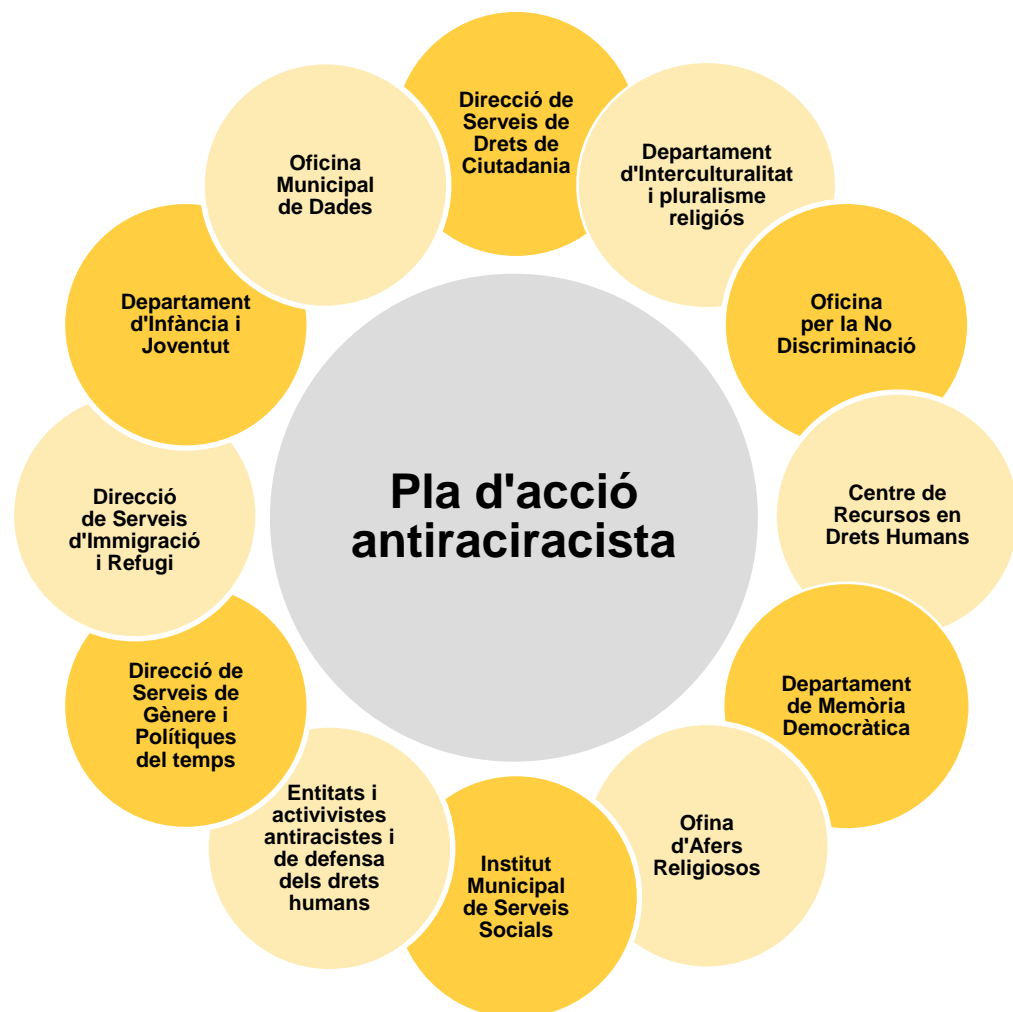 Direcció de
Serveis de
Drets de
Ciutadania
Departament
d'Interculturalitat
i pluralisme
religiós
Oficina
per la No
Discriminació
Centre de
Recursos en
Drets Humans
Departament
de Memòria
Democràtica
Ofina
d'Afers
Religiosos
Institut
Municipal
de Serveis
Socials
Entitats i
activivistes
antiracistes i
de defensa
dels drets
humans
Direcció de
Serveis de
Gènere i
Polítiques
del temps
Direcció
de Serveis
d'Immigració
i Refugi
Departament
d'Infància i
Joventut
Oficina
Municipal
de Dades
Pla d'acció
antiraciracista